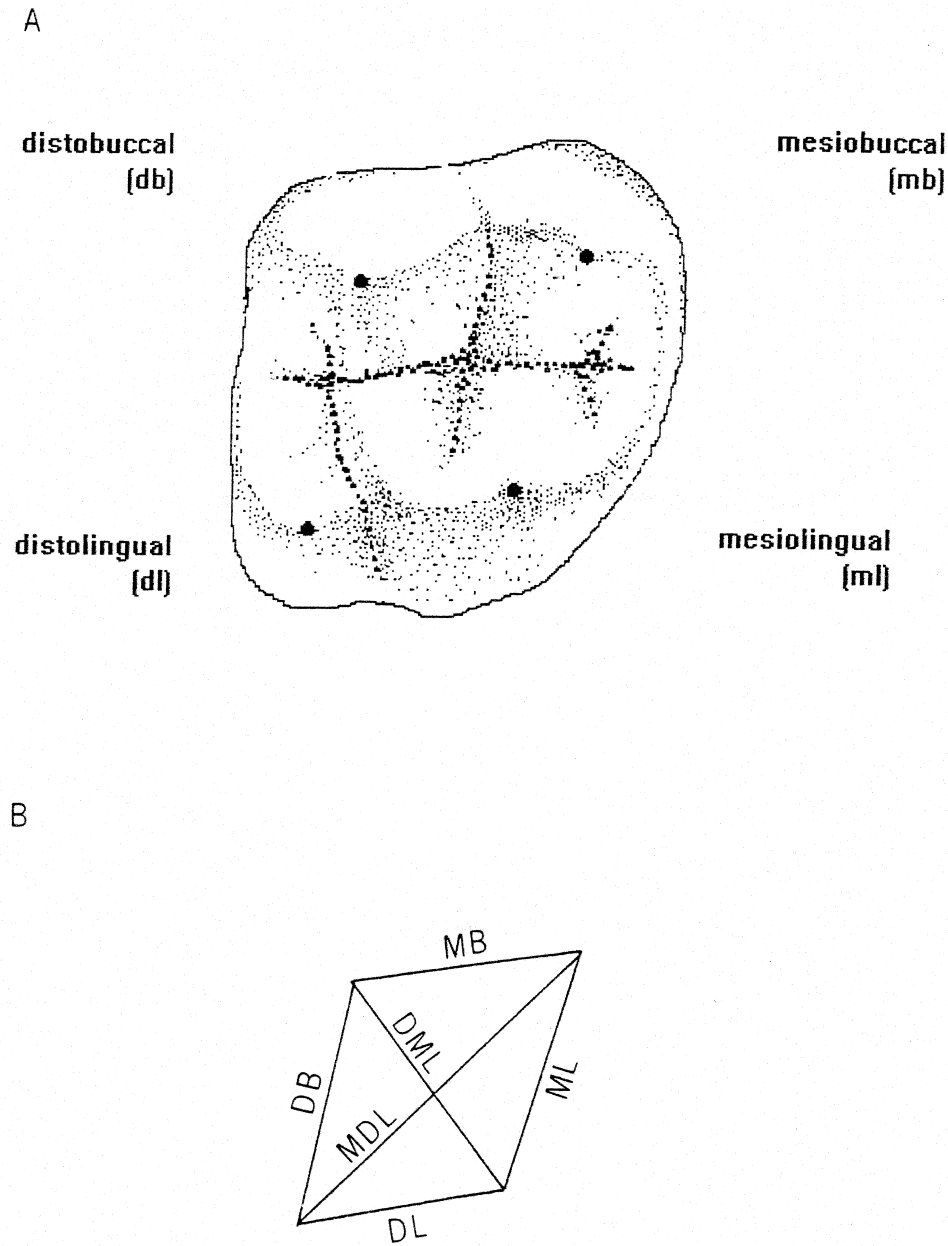 A
distobuccal
(db)
mesiobuccal
(mb)
distolingual
(dl)
mesiolingual
(ml)
B
MB
DML
DB
ML
MDL
DL